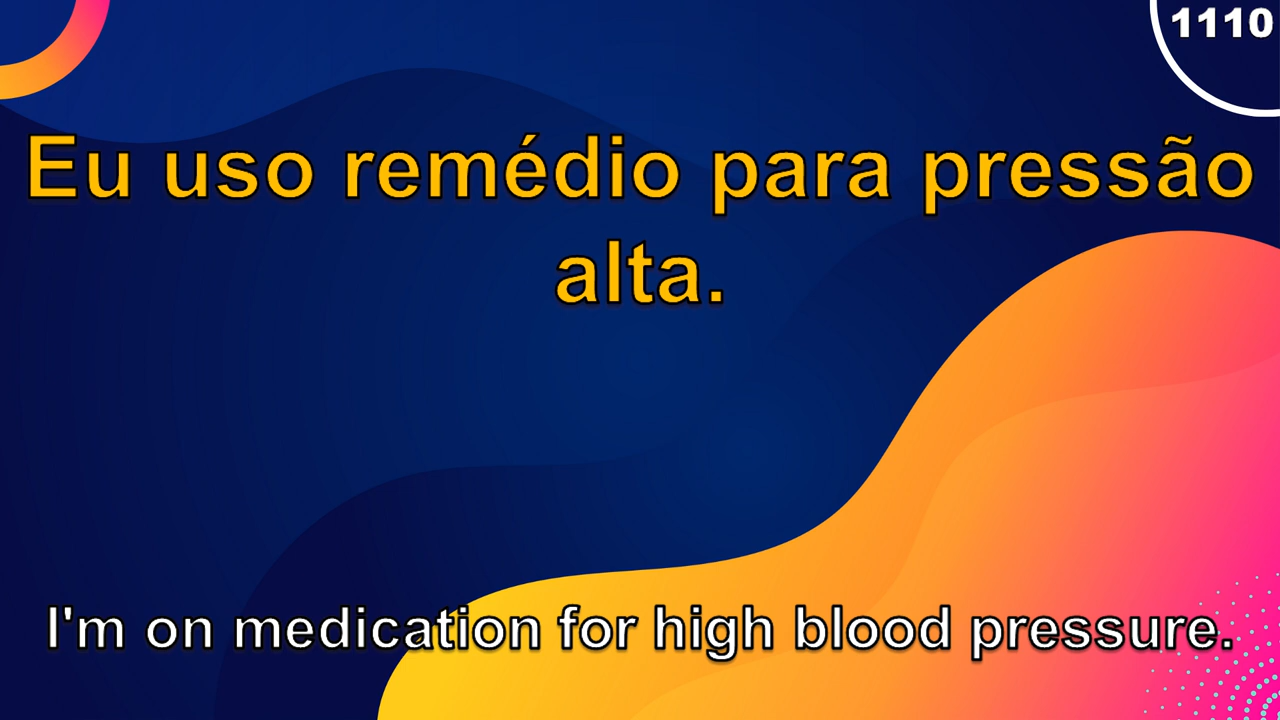 1110
Eu uso remédio para pressão
alta.
I'm on medication for high blood pressure.